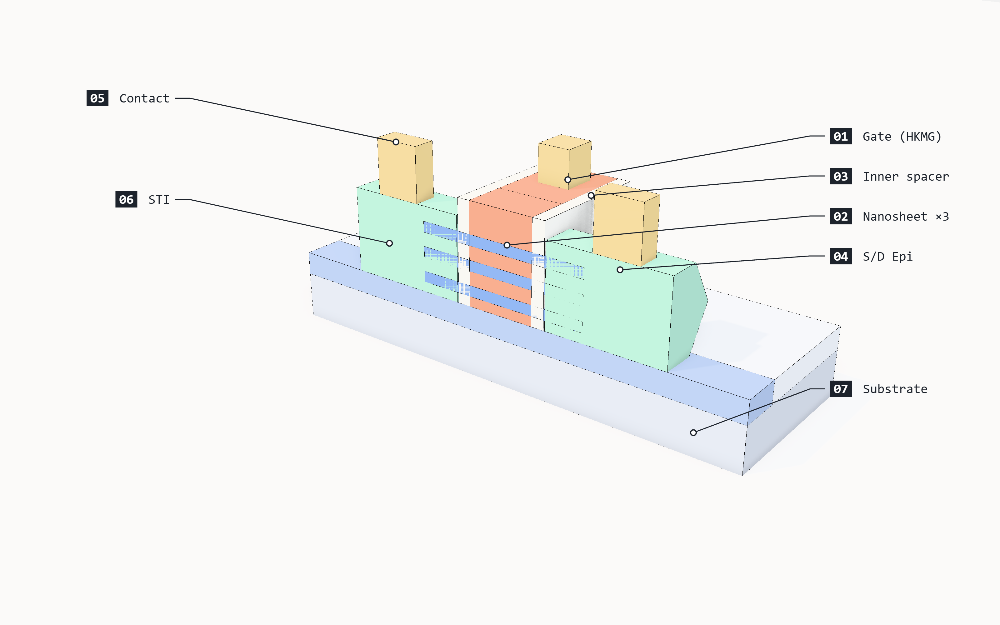 05 Contact
01 Gate (HKMG)
03 Inner spacer
06 STI
02 Nanosheet ×3
04 S/D Epi
07 Substrate